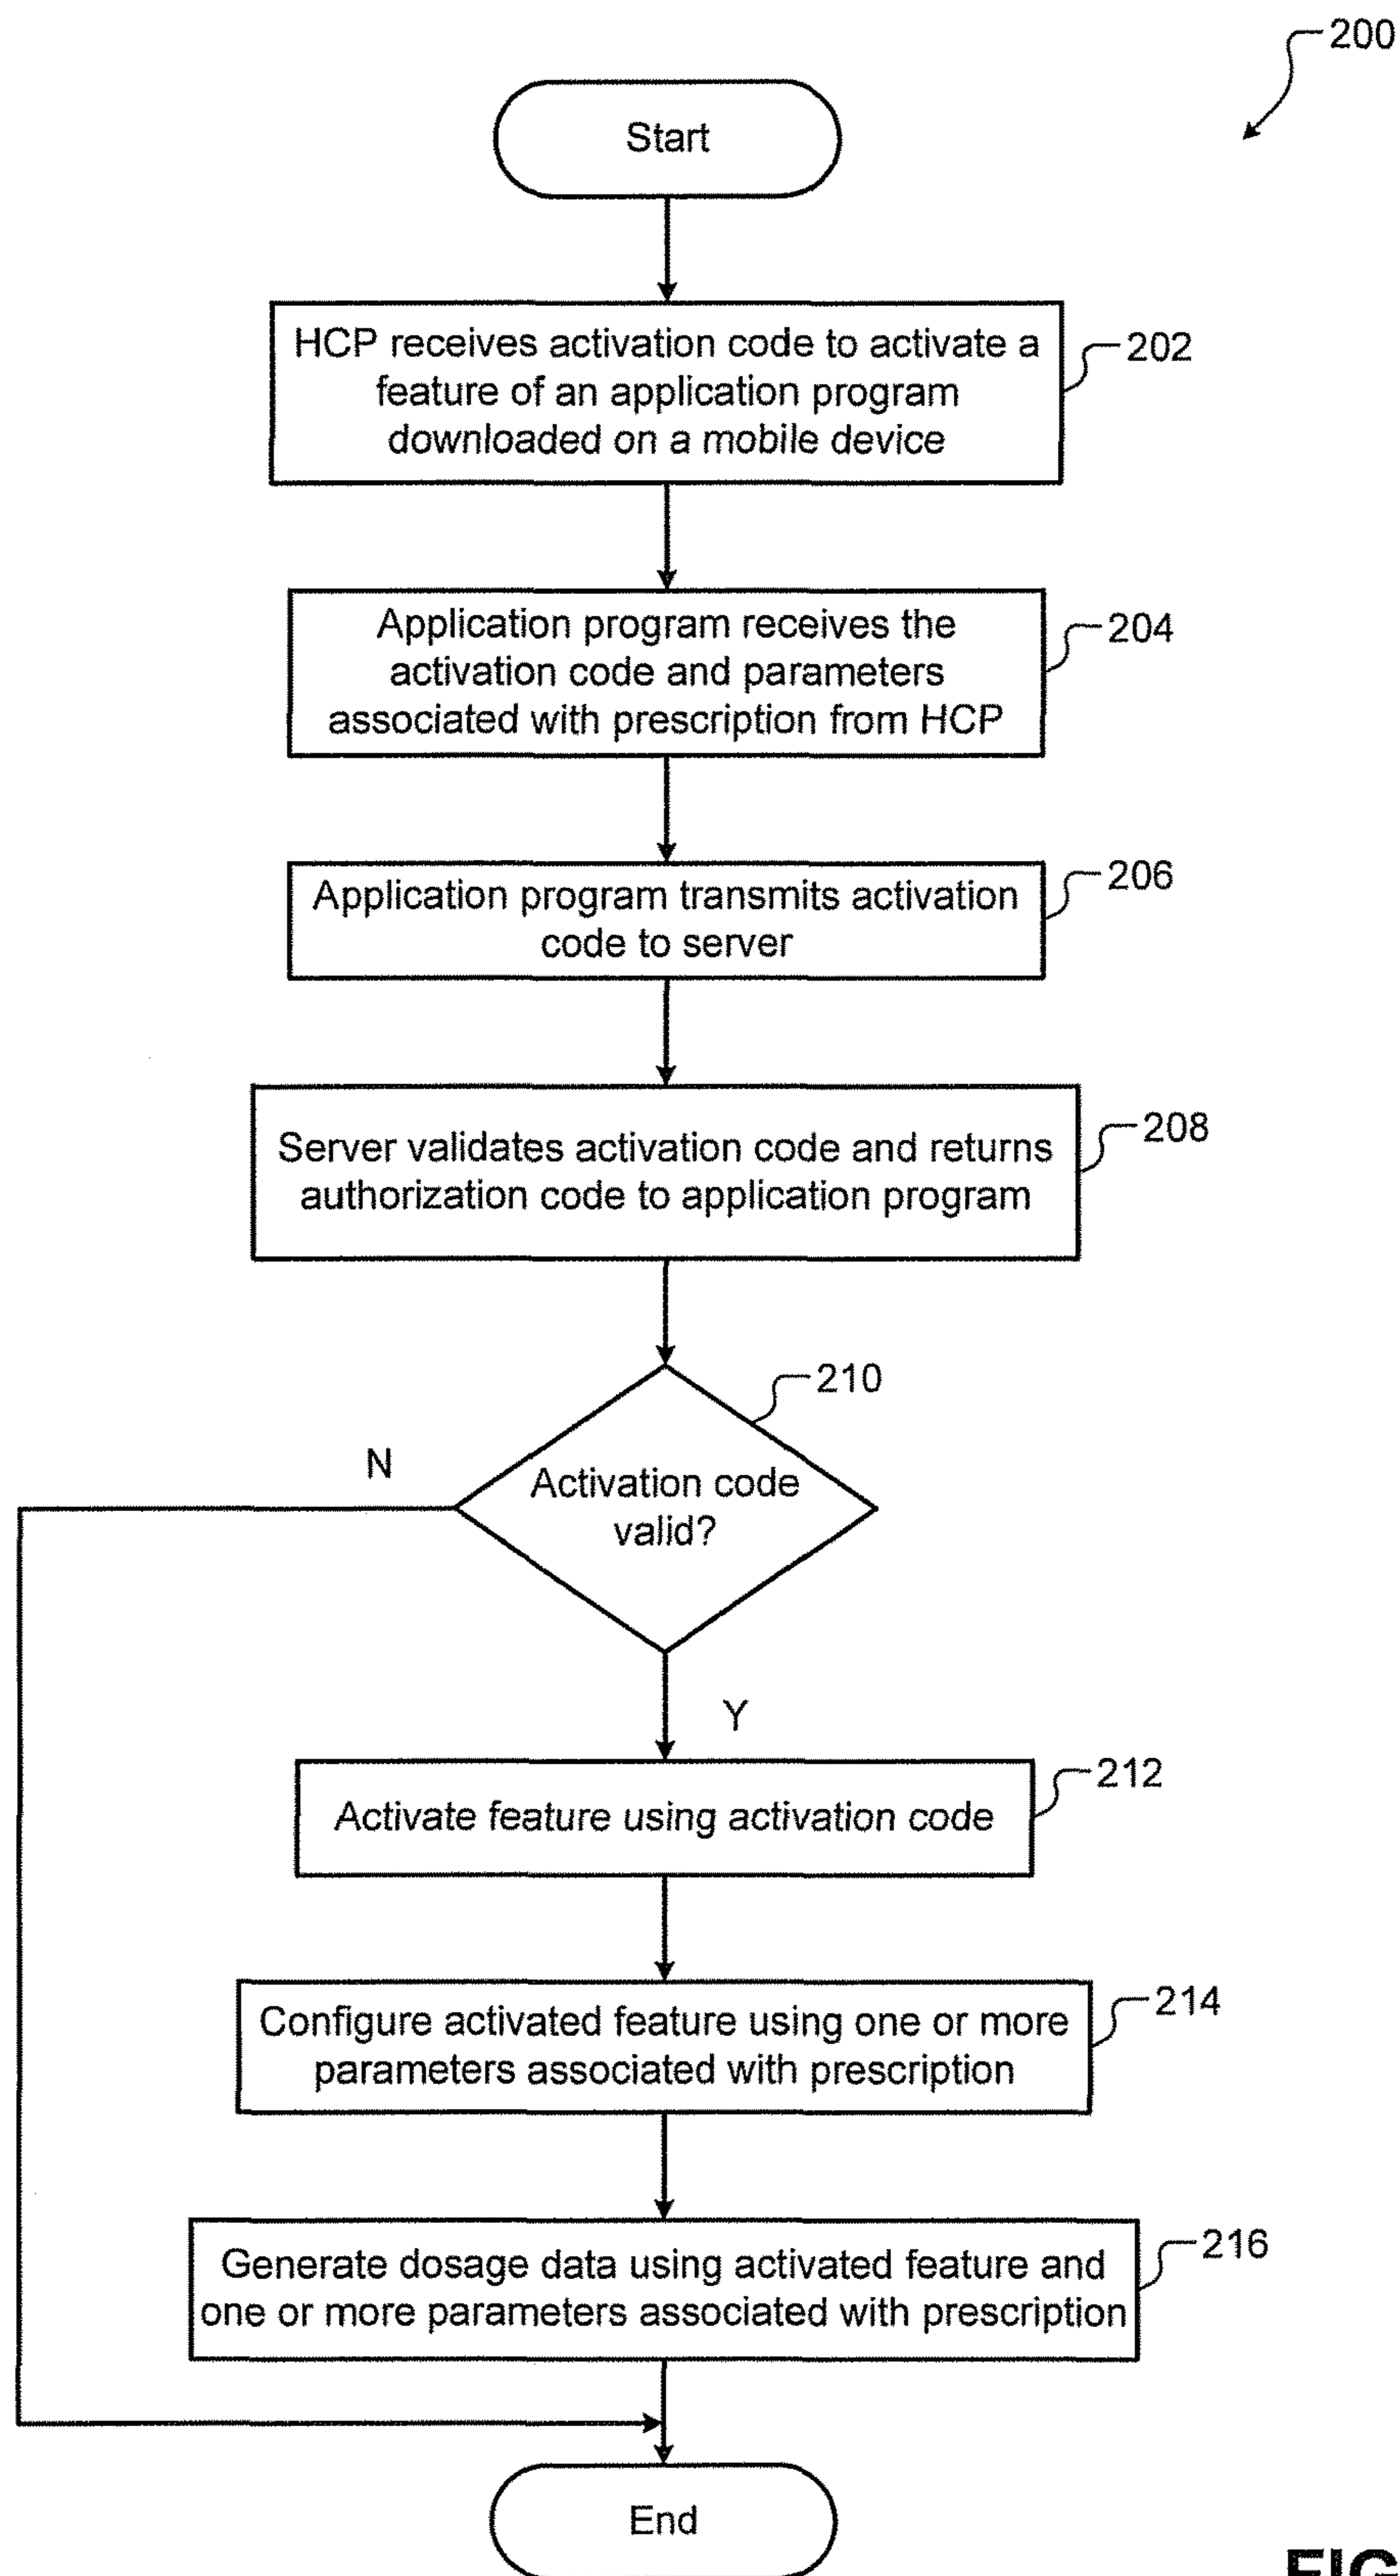 200
Start
HCP receives activation code to activate a
feature of an application program
downloaded on a mobile device
202
Application program receives the
activation code and parameters
associated with prescription from HCP
204
Application program transmits activation
code to server
206
Server validates activation code and returns
authorization code to application program
208
210
Activation code
valid?
N
Y
Activate feature using activation code
212
Configure activated feature using one or more
parameters associated with prescription
214
Generate dosage data using activated feature and
one or more parameters associated with prescription
216
End
FIG